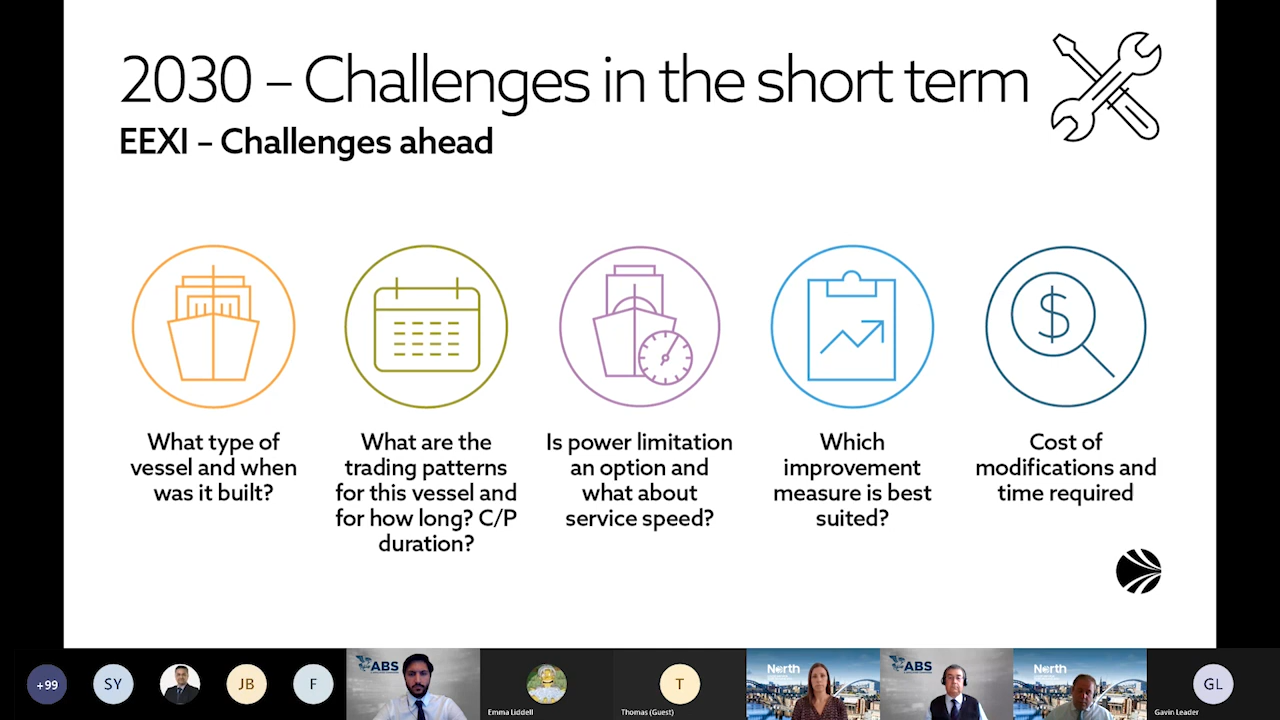 2030 – Challenges in the short term
EEXI – Challenges ahead
What type of
vessel and when
was it built?
What are the
trading patterns
for this vessel and
for how long? C/P
duration?
Is power limitation
an option and
what about
service speed?
$
Which
improvement
measure is best
suited?
Cost of
modifications and
time required
+99
SY
JB
F
ABS
Emma Liddell
T
Thomas (Guest)
North
ABS
North
GL
Gavin Leader